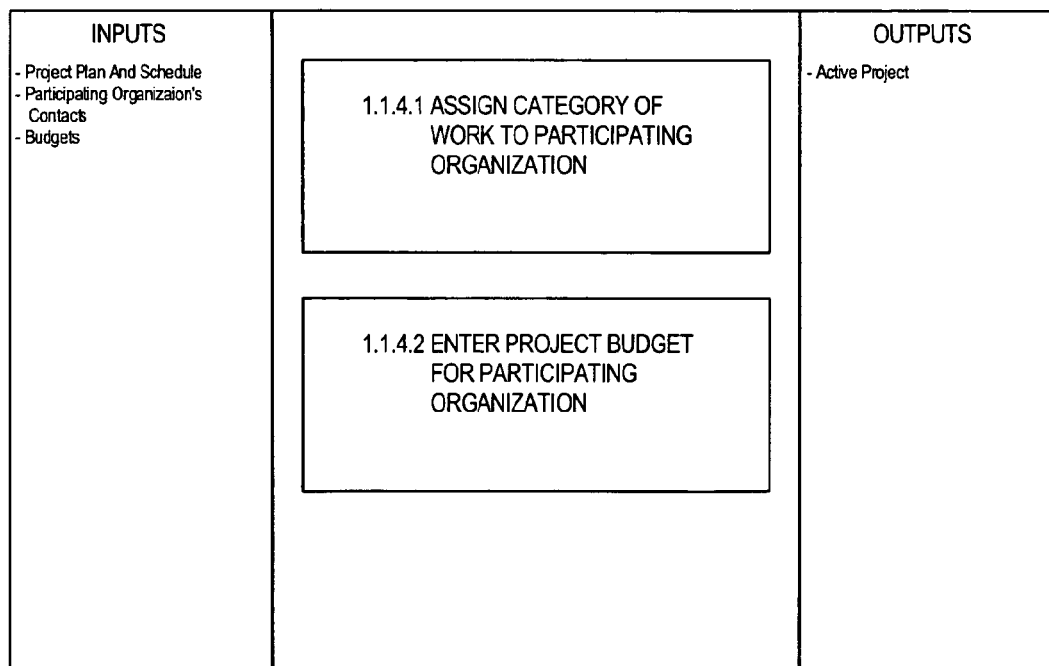 INPUTS
- Project Plan And Schedule
- Participating Organizaion's
Contacts
- Budgets
1.1.4.1 ASSIGN CATEGORY OF
WORK TO PARTICIPATING
ORGANIZATION
1.1.4.2 ENTER PROJECT BUDGET
FOR PARTICIPATING
ORGANIZATION
OUTPUTS
- Active Project